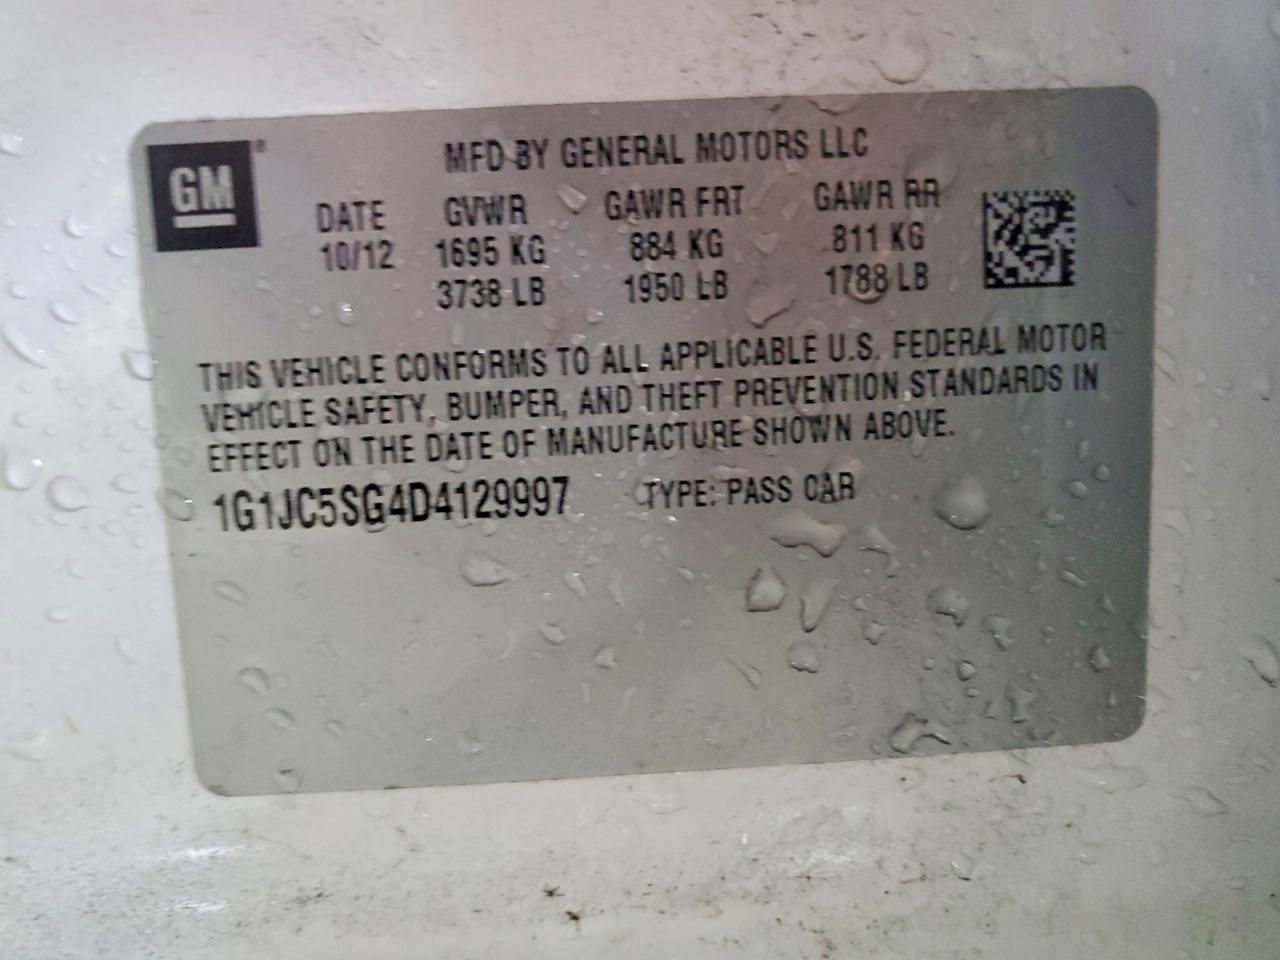 GM®
MFD BY GENERAL MOTORS LLC
DATE GVWR GAWR FRT GAWR RR
10/12 1695 KG 884 KG 811 KG
3738 LB 1950 LB 1788 LB
THIS VEHICLE CONFORMS TO ALL APPLICABLE U.S. FEDERAL MOTOR
VEHICLE SAFETY, BUMPER, AND THEFT PREVENTION STANDARDS IN
EFFECT ON THE DATE OF MANUFACTURE SHOWN ABOVE.
1G1JC5SG4D4129997 TYPE: PASS CAR